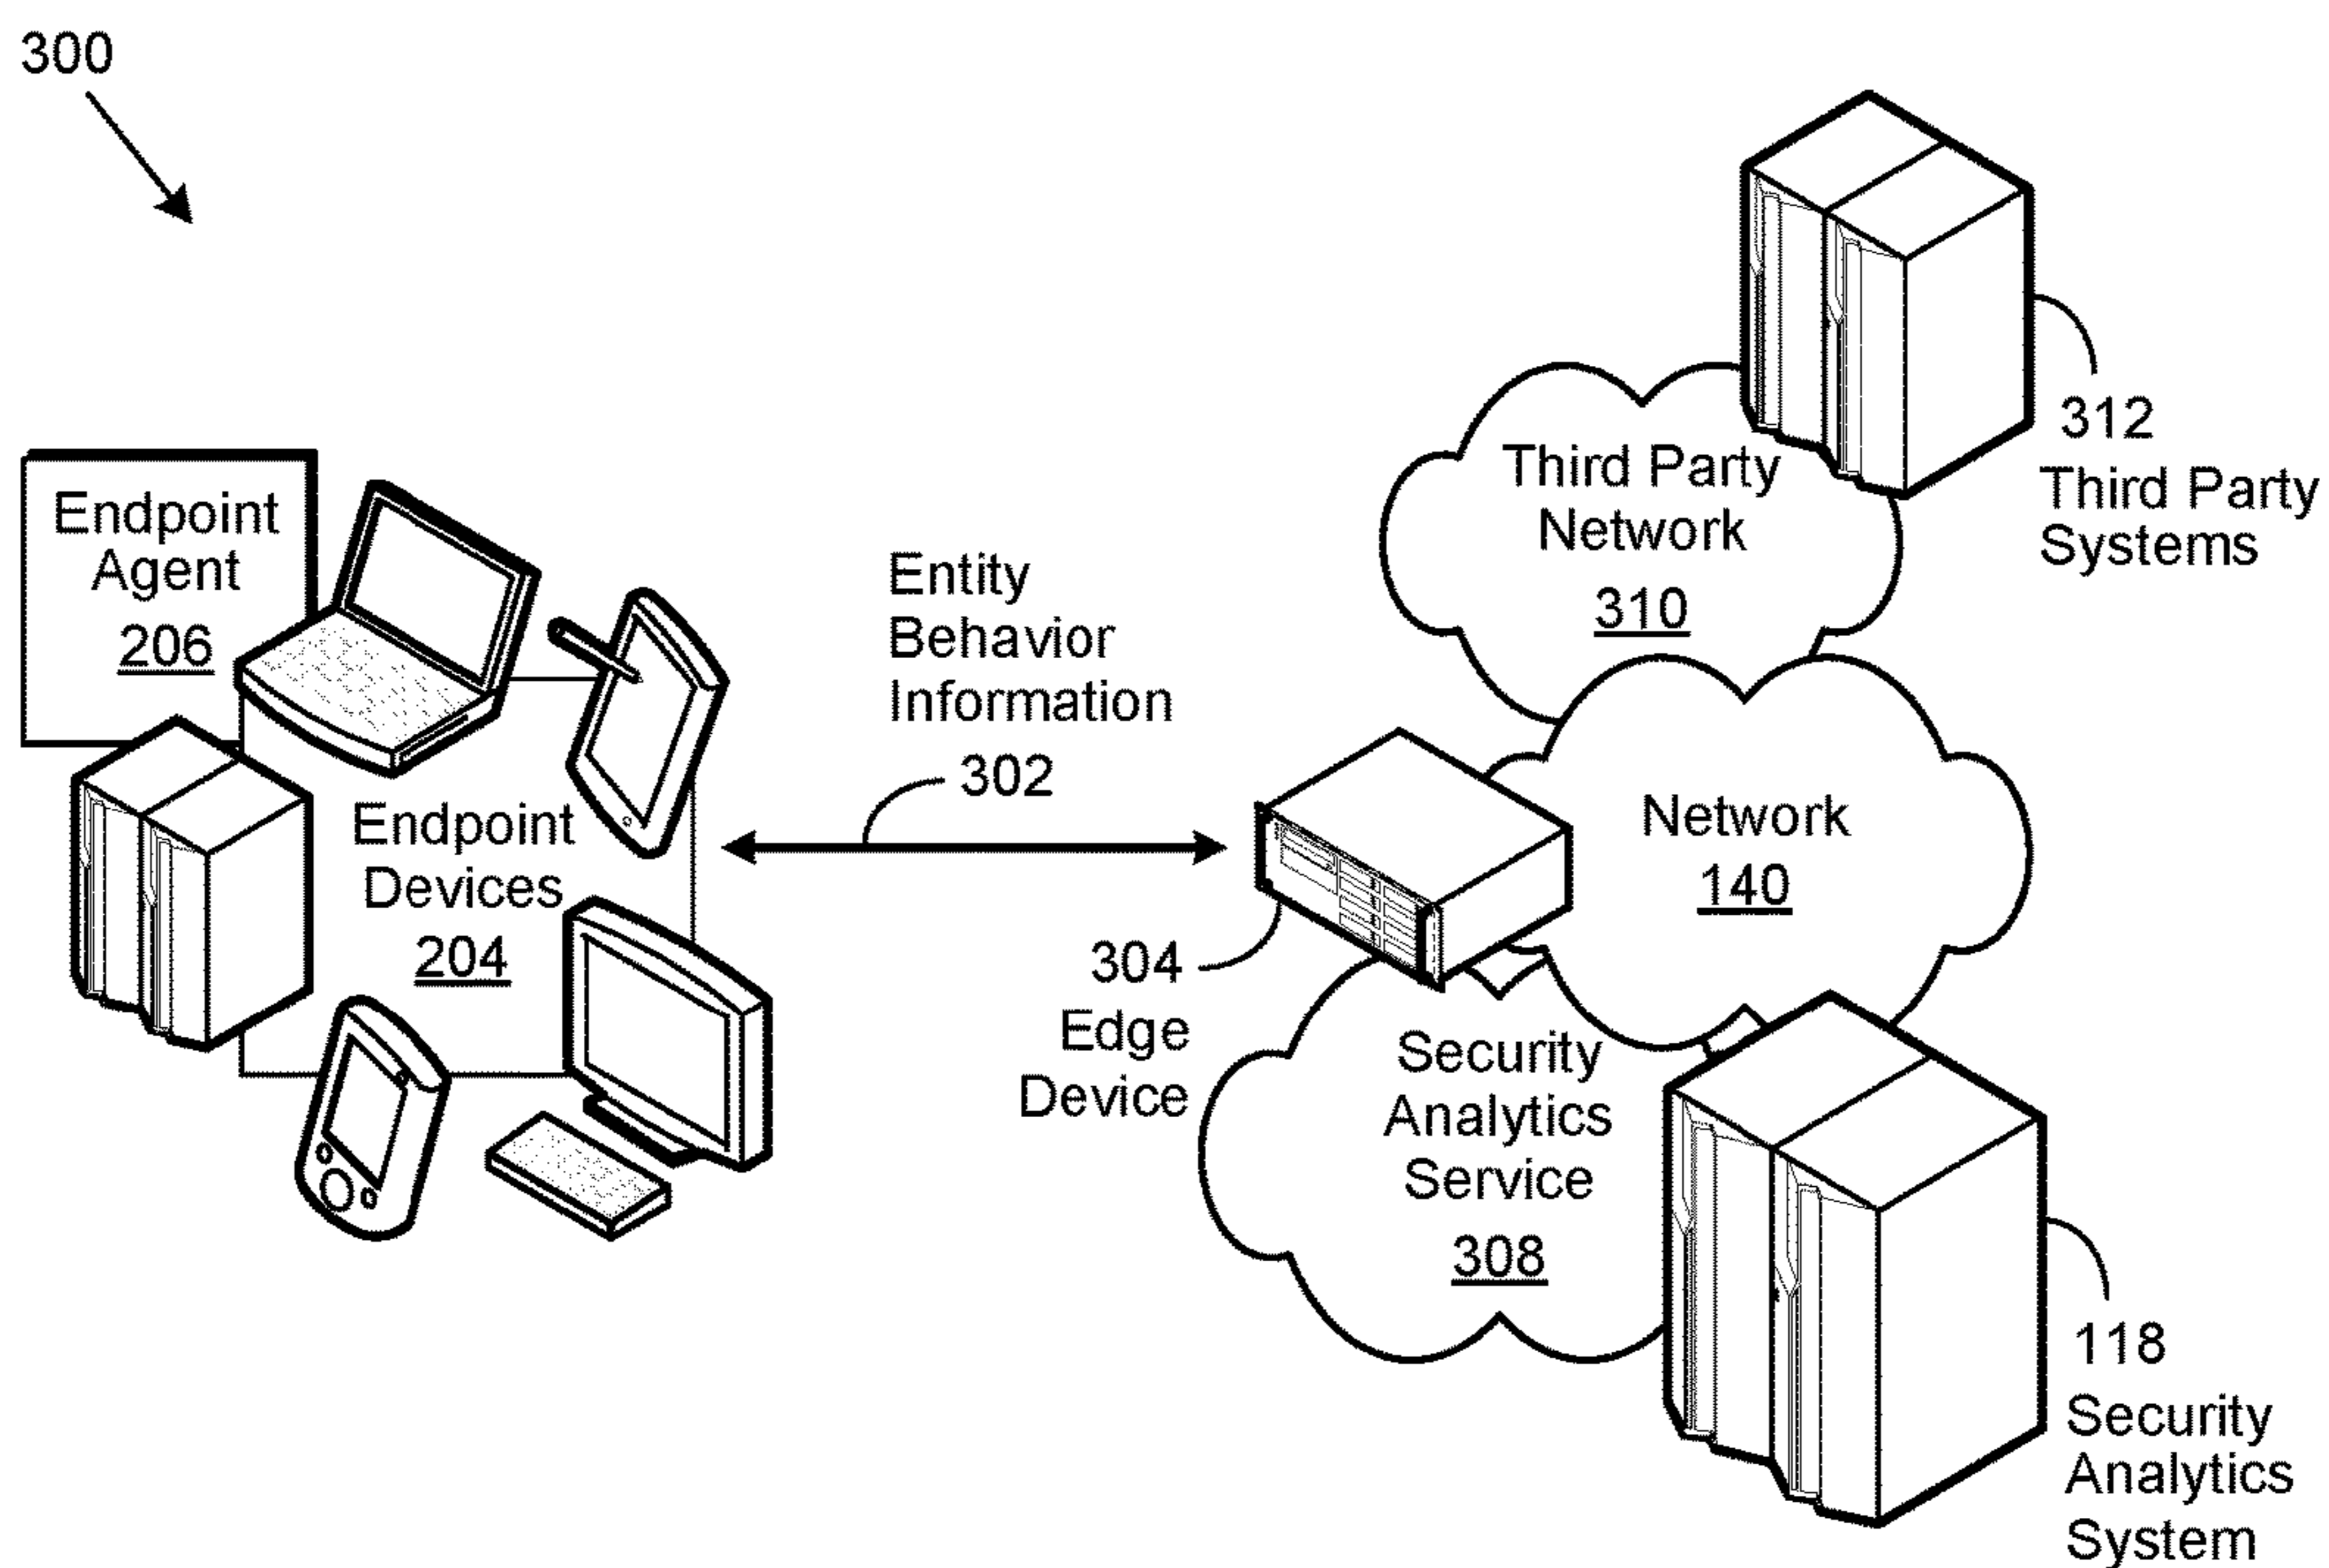 300
Endpoint
Agent
206
Endpoint
Devices
204
Entity
Behavior
Information
302
304
Edge
Device
Third Party
Network
310
312
Third Party
Systems
Network
140
Security
Analytics
Service
308
118
Security
Analytics
System